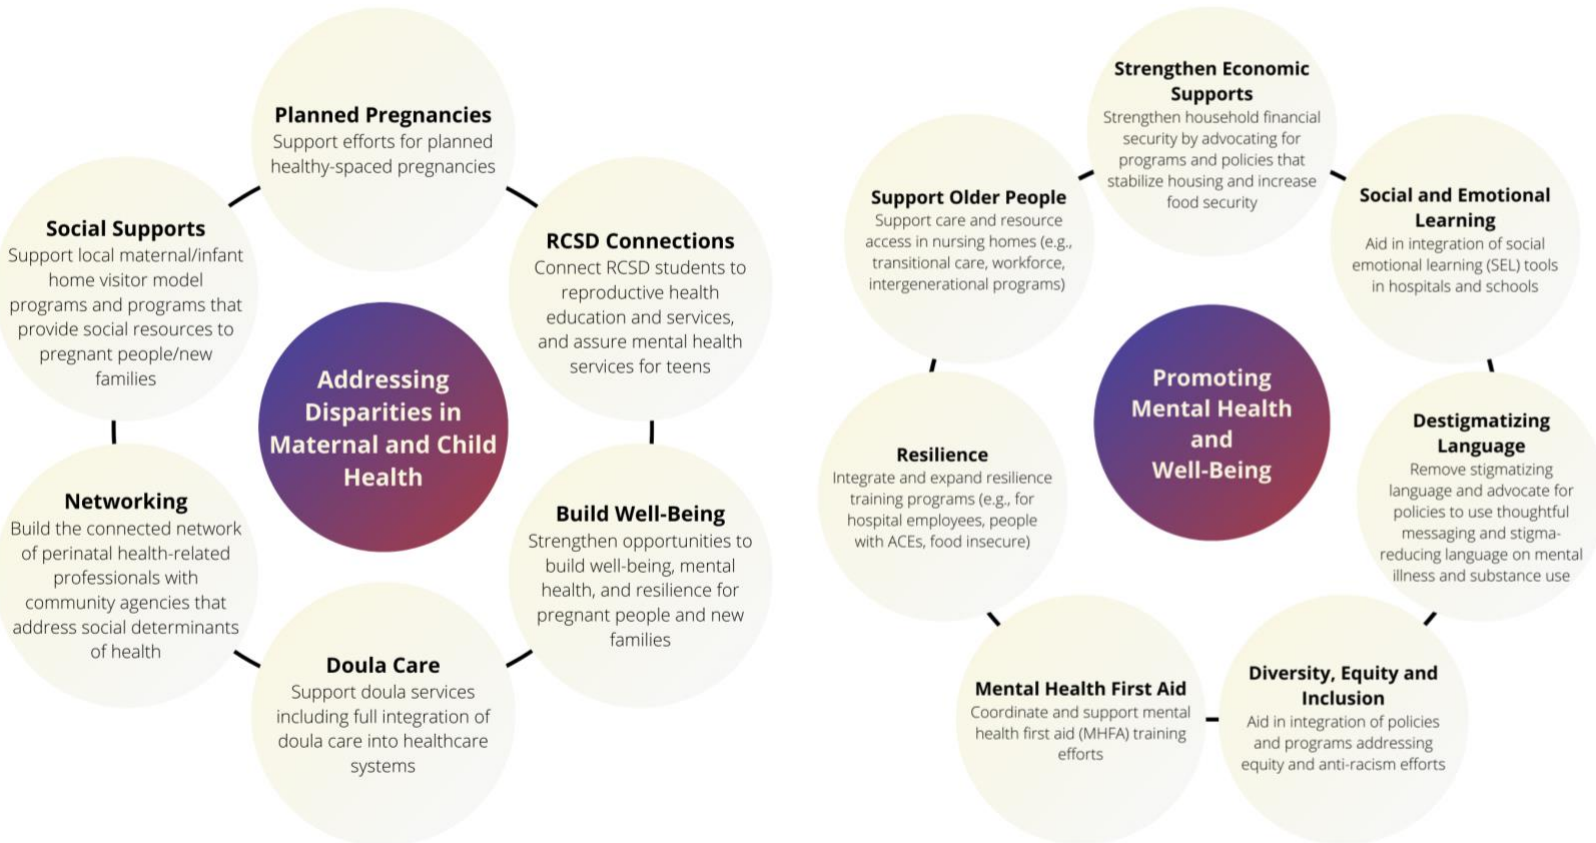 Planned Pregnancies
Support efforts for planned
healthy-spaced pregnancies
RCSD Connections
Connect RCSD students to
reproductive health
education and services,
and assure mental health
services for teens
Build Well-Being
Strengthen opportunities to
build well-being, mental
health, and resilience for
pregnant people and new
families
Doula Care
Support doula services
including full integration of
doula care into healthcare
systems
Networking
Build the connected network
of perinatal health-related
professionals with
community agencies that
address social determinants
of health
Social Supports
Support local maternal/infant
home visitor model
programs and programs that
provide social resources to
pregnant people/new
families
Addressing
Disparities in
Maternal and Child
Health
Strengthen Economic
Supports
Strengthen household financial
security by advocating for
programs and policies that
stabilize housing and increase
food security
Social and Emotional
Learning
Aid in integration of social
emotional learning (SEL) tools
in hospitals and schools
Destigmatizing
Language
Remove stigmatizing
language and advocate for
policies to use thoughtful
messaging and stigma-
reducing language on mental
illness and substance use
Diversity, Equity and
Inclusion
Aid in integration of policies
and programs addressing
equity and anti-racism efforts
Mental Health First Aid
Coordinate and support mental
health first aid (MHFA) training
efforts
Resilience
Integrate and expand resilience
training programs (e.g., for
hospital employees, people
with ACEs, food insecure)
Support Older People
Support care and resource
access in nursing homes (e.g.,
transitional care, workforce,
intergenerational programs)
Promoting
Mental Health
and
Well-Being